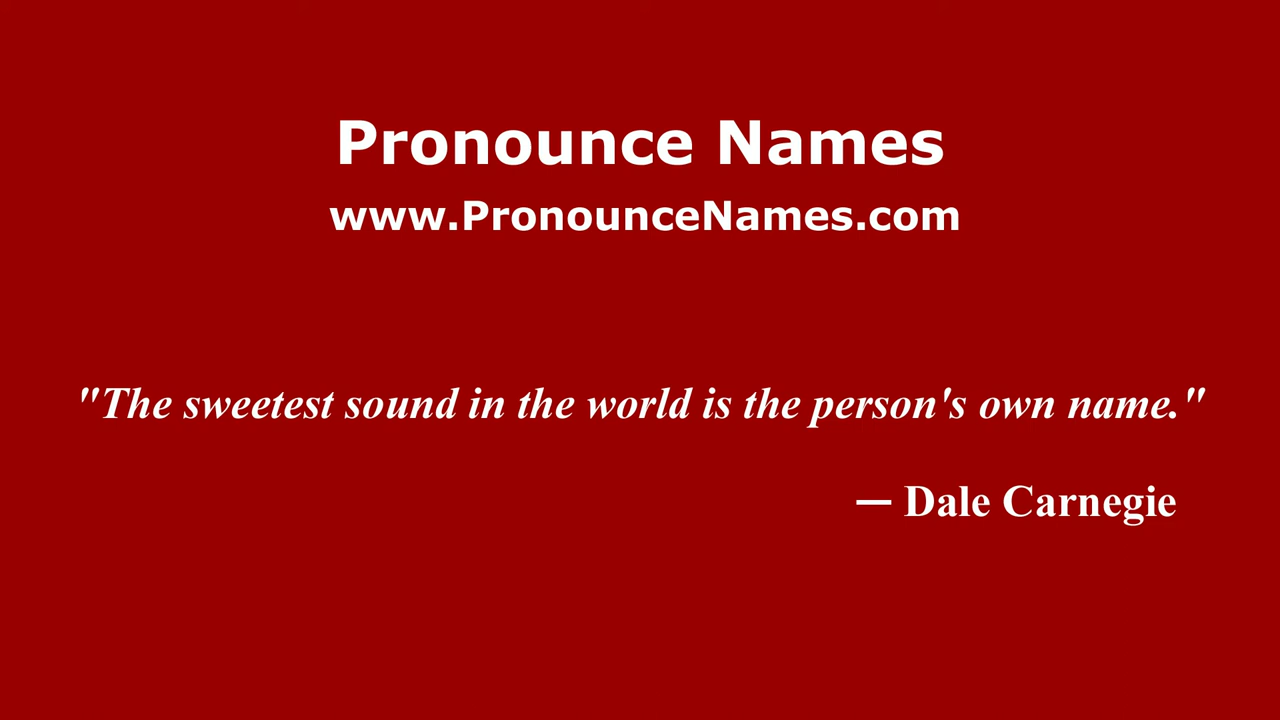 Pronounce Names
www.PronounceNames.com
"The sweetest sound in the world is the person's own name."
— Dale Carnegie